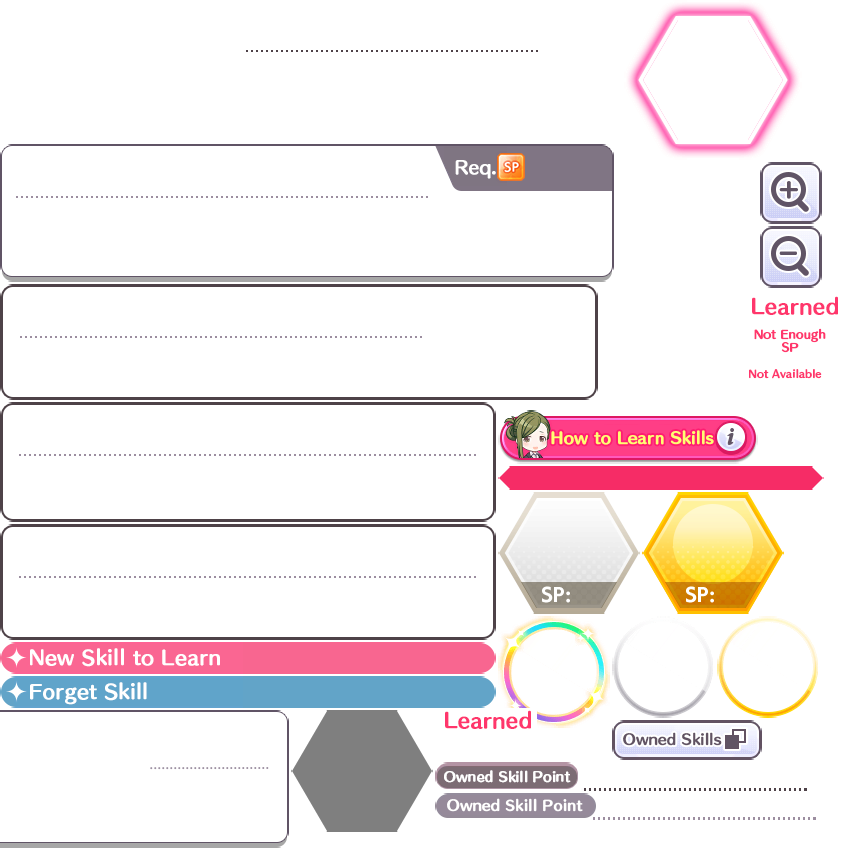 Req. SP
Learned
Not Enough
SP
Not Available
How to Learn Skills i
SP:
SP:
New Skill to Learn
Forget Skill
Learned
Owned Skills
Owned Skill Point
Owned Skill Point